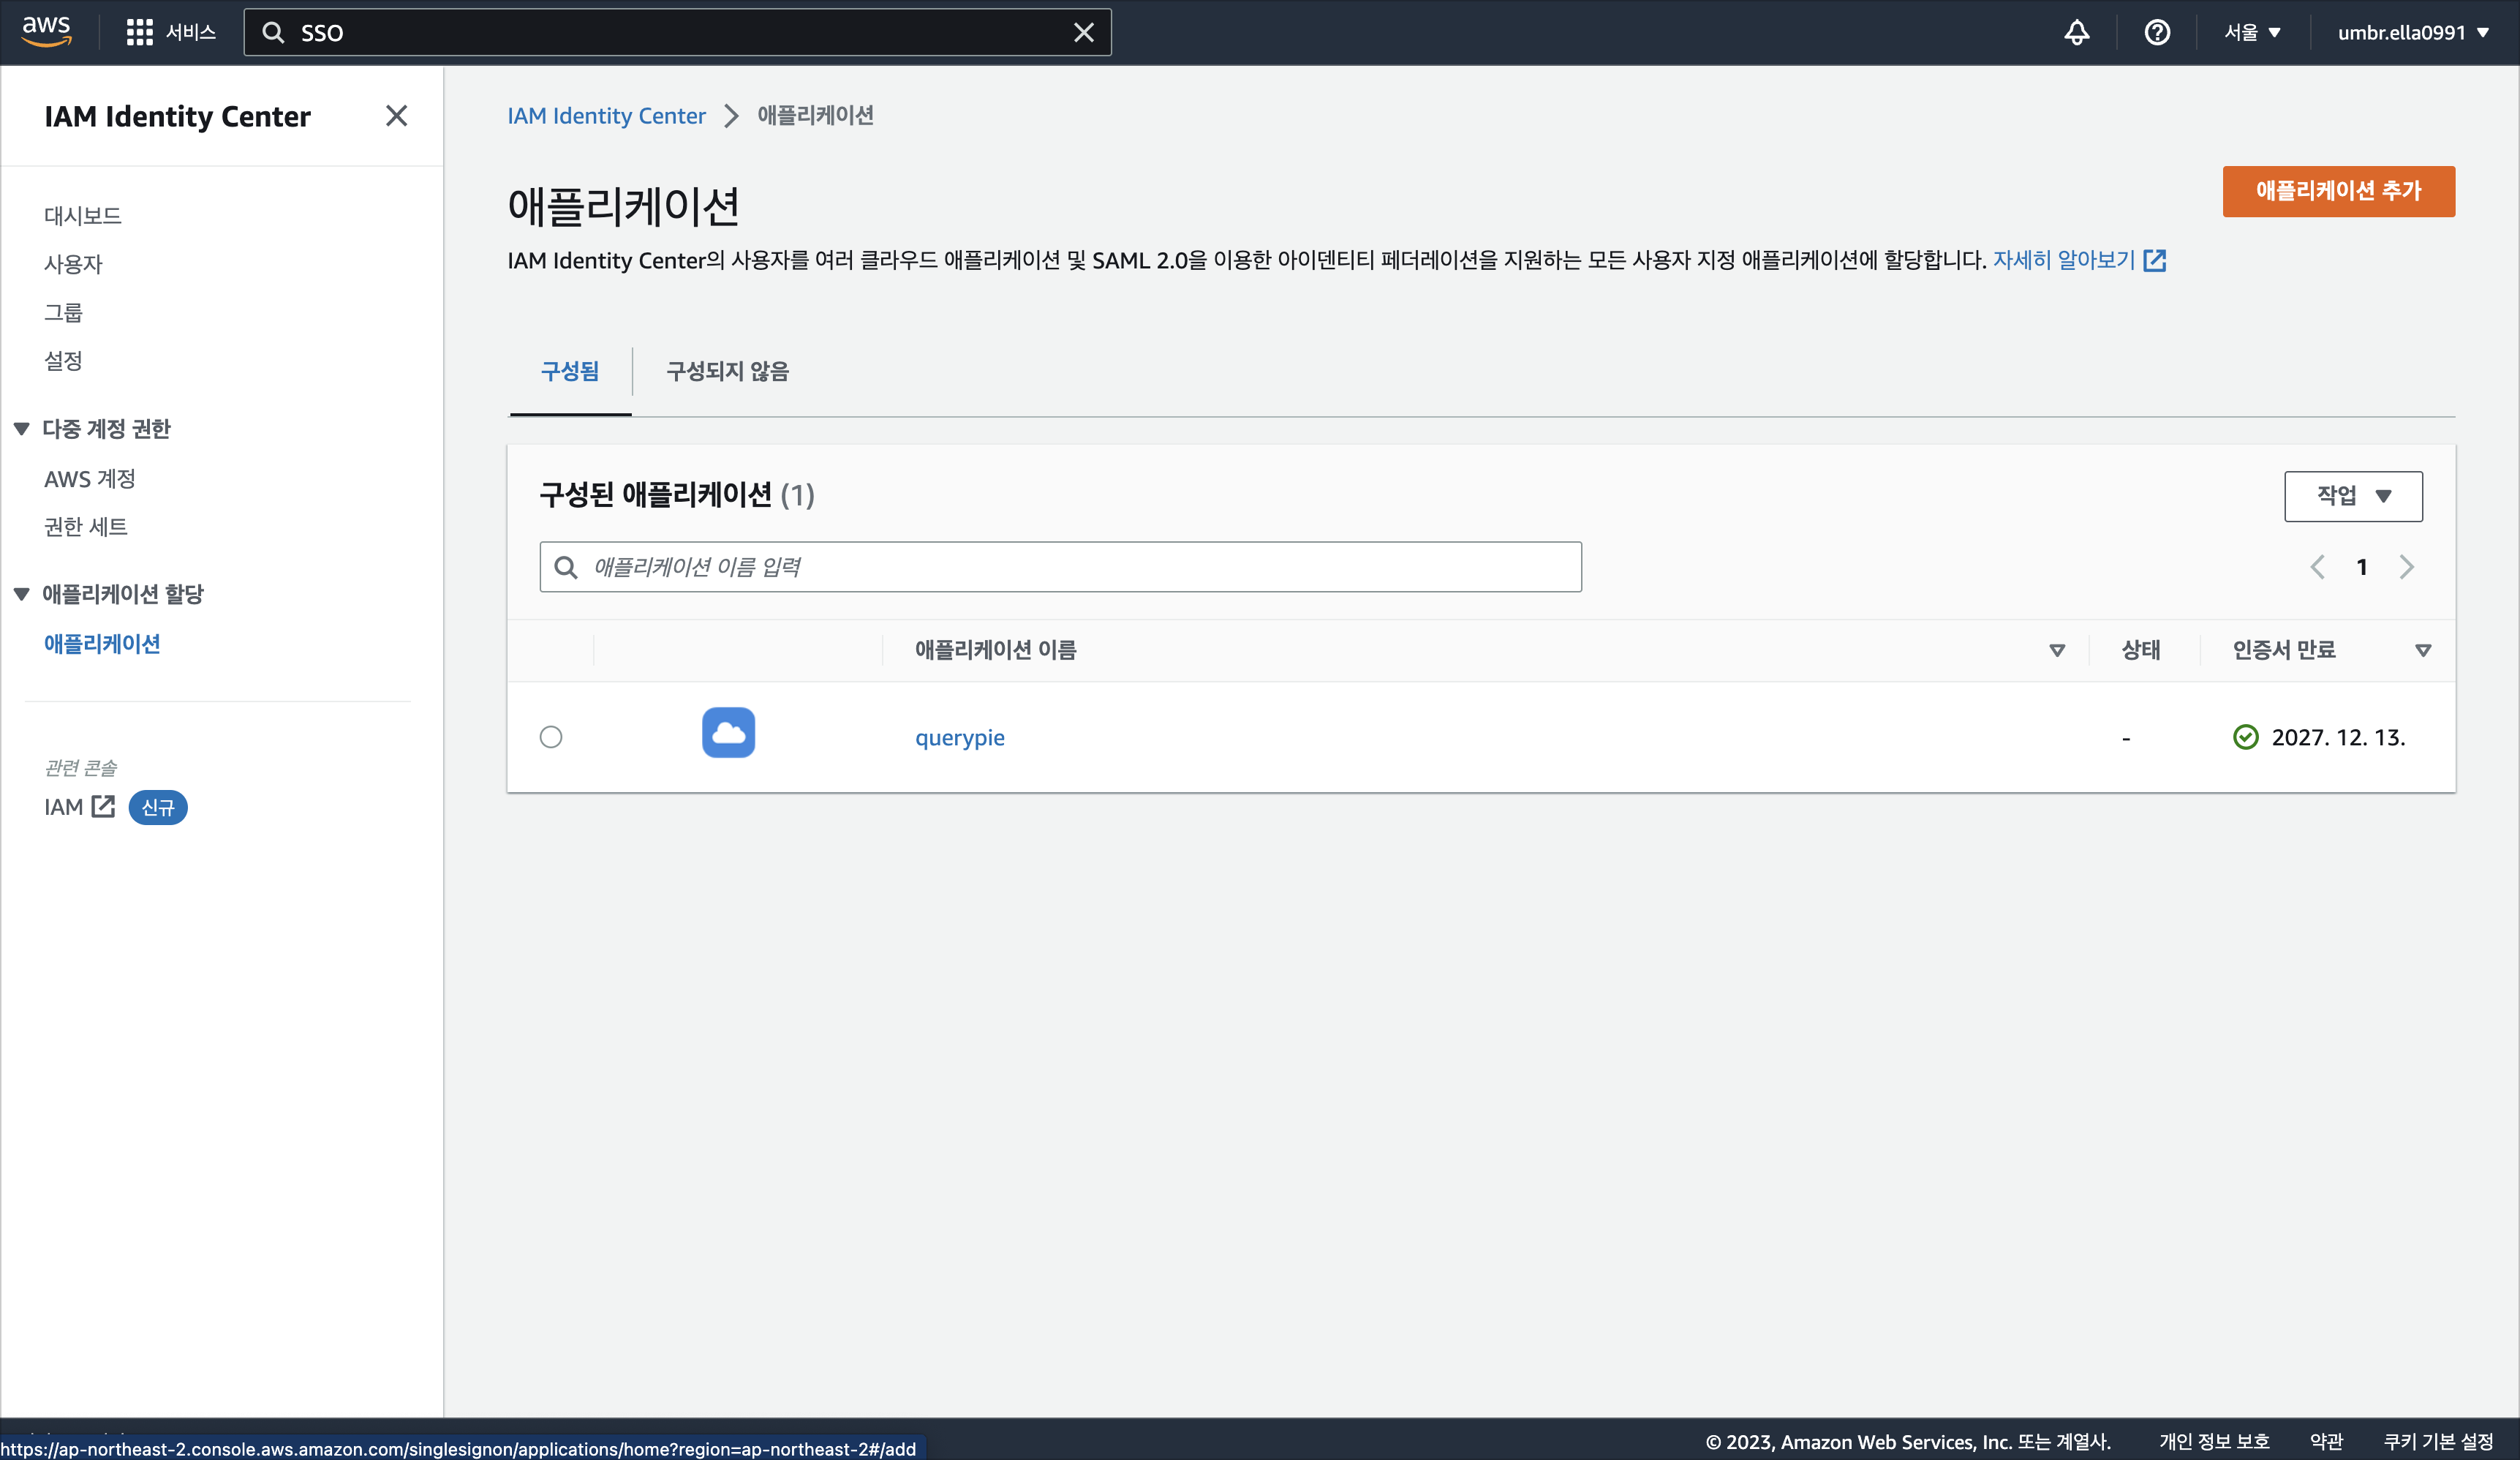 aws
서비스
SSO
서울
umbr.ella0991
IAM Identity Center
대시보드
사용자
그룹
설정
다중 계정 권한
AWS 계정
권한 세트
애플리케이션 할당
애플리케이션
관련 콘솔
IAM 신규
IAM Identity Center
애플리케이션
애플리케이션
애플리케이션 추가
IAM Identity Center의 사용자를 여러 클라우드 애플리케이션 및 SAML 2.0을 이용한 아이덴티티 페더레이션을 지원하는 모든 사용자 지정 애플리케이션에 할당합니다. 자세히 알아보기
구성됨
구성되지 않음
구성된 애플리케이션 (1)
작업
애플리케이션 이름 입력
1
애플리케이션 이름
상태
인증서 만료
querypie
-
2027. 12. 13.
https://ap-northeast-2.console.aws.amazon.com/singlesignon/applications/home?region=ap-northeast-2#/add
© 2023, Amazon Web Services, Inc. 또는 계열사.
개인 정보 보호
약관
쿠키 기본 설정